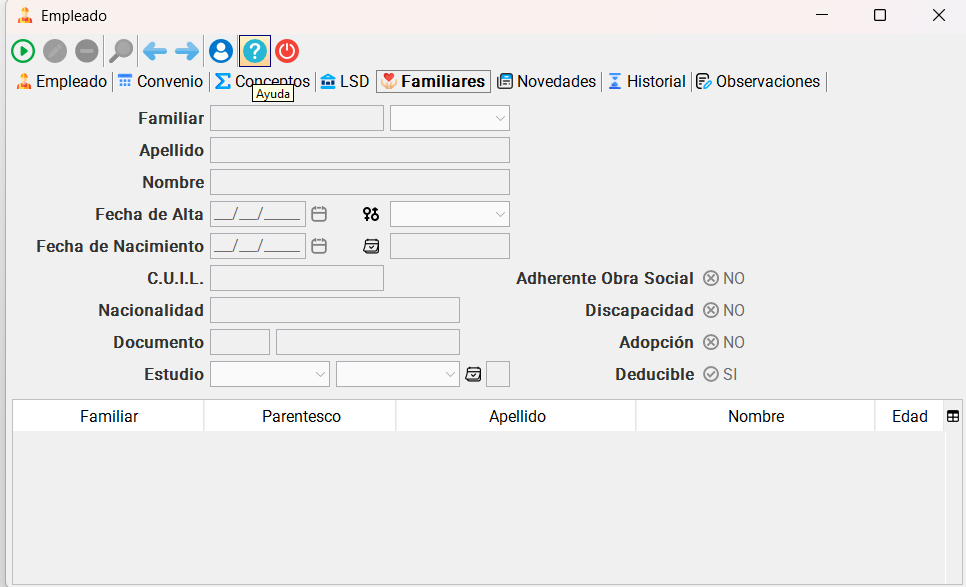 Empleado
?
Empleado Convenio Conceptos LSD Familiares Novedades Historial Observaciones
Ayuda
Familiar
Apellido
Nombre
Fecha de Alta __/__/____
Fecha de Nacimiento __/__/____
C.U.I.L. Adherente Obra Social NO
Nacionalidad Discapacidad NO
Documento Adopción NO
Estudio Deducible SI
Familiar Parentesco Apellido Nombre Edad